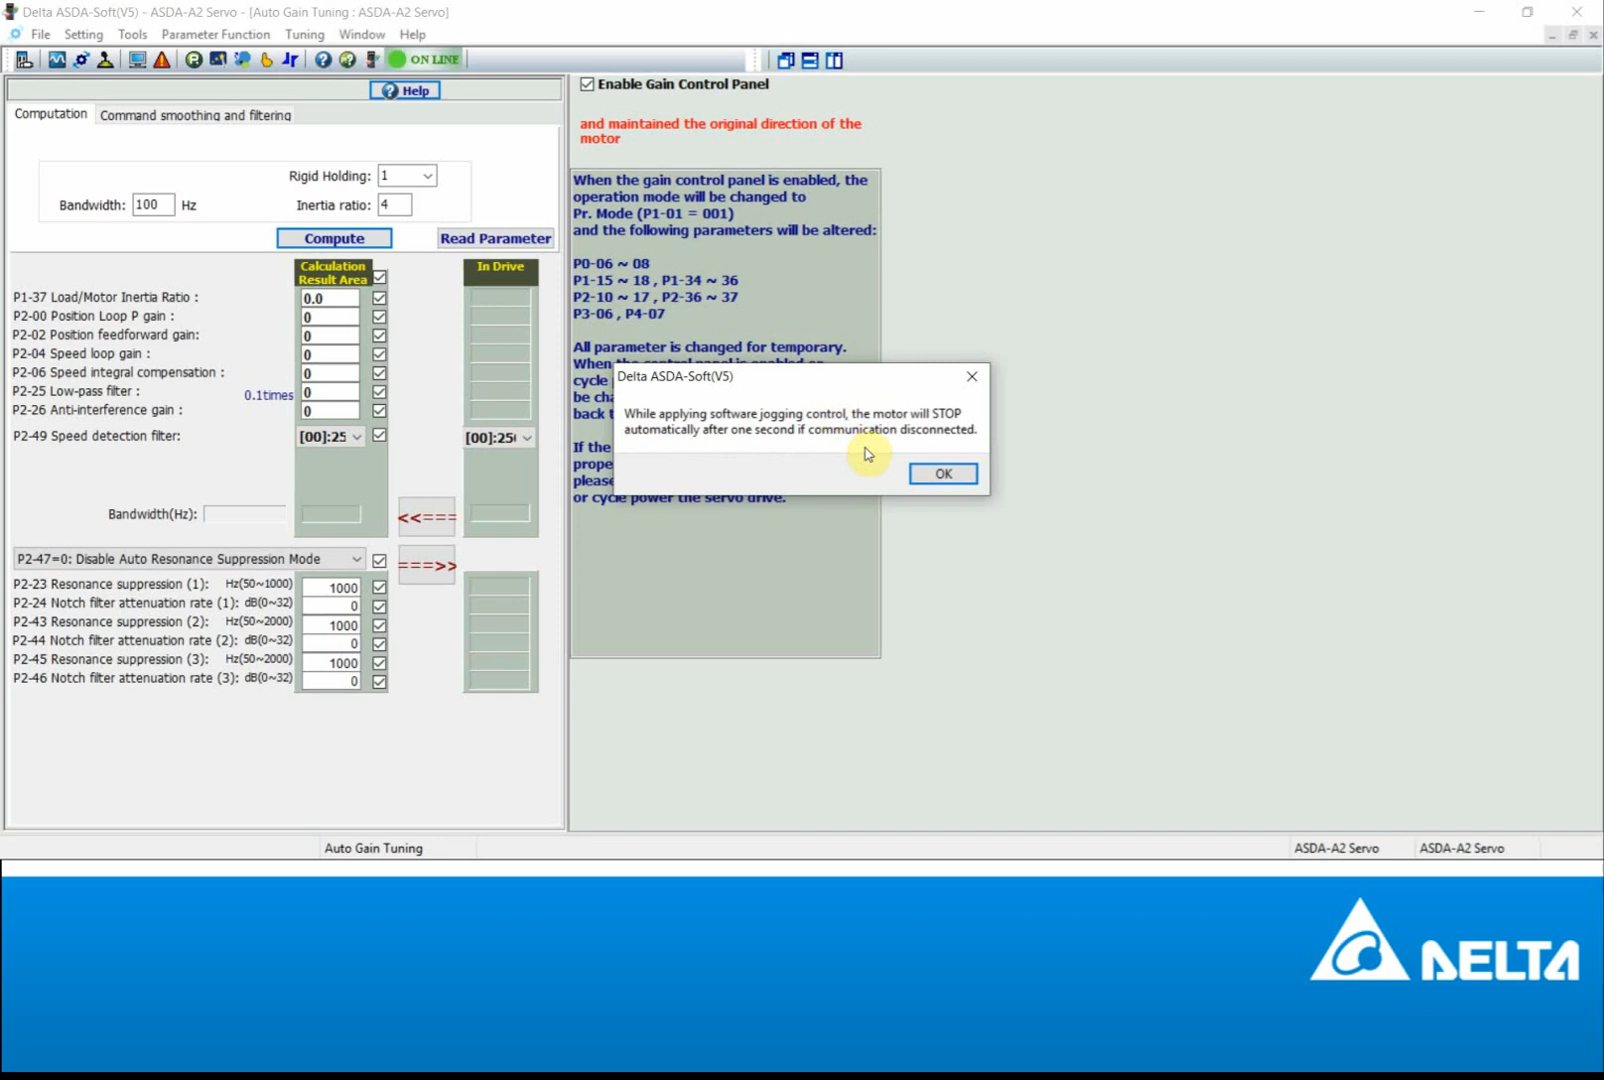 Delta ASDA-Soft(V5) - ASDA-A2 Servo - [Auto Gain Tuning : ASDA-A2 Servo]
File Setting Tools Parameter Function Tuning Window Help
ON LINE
Help
Computation Command smoothing and filtering
Rigid Holding: 1
Bandwidth: 100 Hz Inertia ratio: 4
Compute Read Parameter
Calculation
Result Area
In Drive
P1-37 Load/Motor Inertia Ratio : 0.0
P2-00 Position Loop P gain : 0
P2-02 Position feedforward gain: 0
P2-04 Speed loop gain : 0
P2-06 Speed integral compensation : 0
P2-25 Low-pass filter : 0.1times 0
P2-26 Anti-interference gain : 0
P2-49 Speed detection filter: [00]:25 [00]:25
Bandwidth(Hz):
<<===
P2-47=0: Disable Auto Resonance Suppression Mode
===>>
P2-23 Resonance suppression (1): Hz(50~1000) 1000
P2-24 Notch filter attenuation rate (1): dB(0~32) 0
P2-43 Resonance suppression (2): Hz(50~2000) 1000
P2-44 Notch filter attenuation rate (2): dB(0~32) 0
P2-45 Resonance suppression (3): Hz(50~2000) 1000
P2-46 Notch filter attenuation rate (3): dB(0~32) 0
Enable Gain Control Panel
and maintained the original direction of the
motor
When the gain control panel is enabled, the
operation mode will be changed to
Pr. Mode (P1-01 = 001)
and the following parameters will be altered:
P0-06 ~ 08
P1-15 ~ 18 , P1-34 ~ 36
P2-10 ~ 17 , P2-36 ~ 37
P3-06 , P4-07
All parameter is changed for temporary.
When
cycle
be cha
back t
If the
prope
please
or cycle power the servo drive.
Delta ASDA-Soft(V5)
While applying software jogging control, the motor will STOP
automatically after one second if communication disconnected.
OK
Auto Gain Tuning ASDA-A2 Servo ASDA-A2 Servo
DELTA